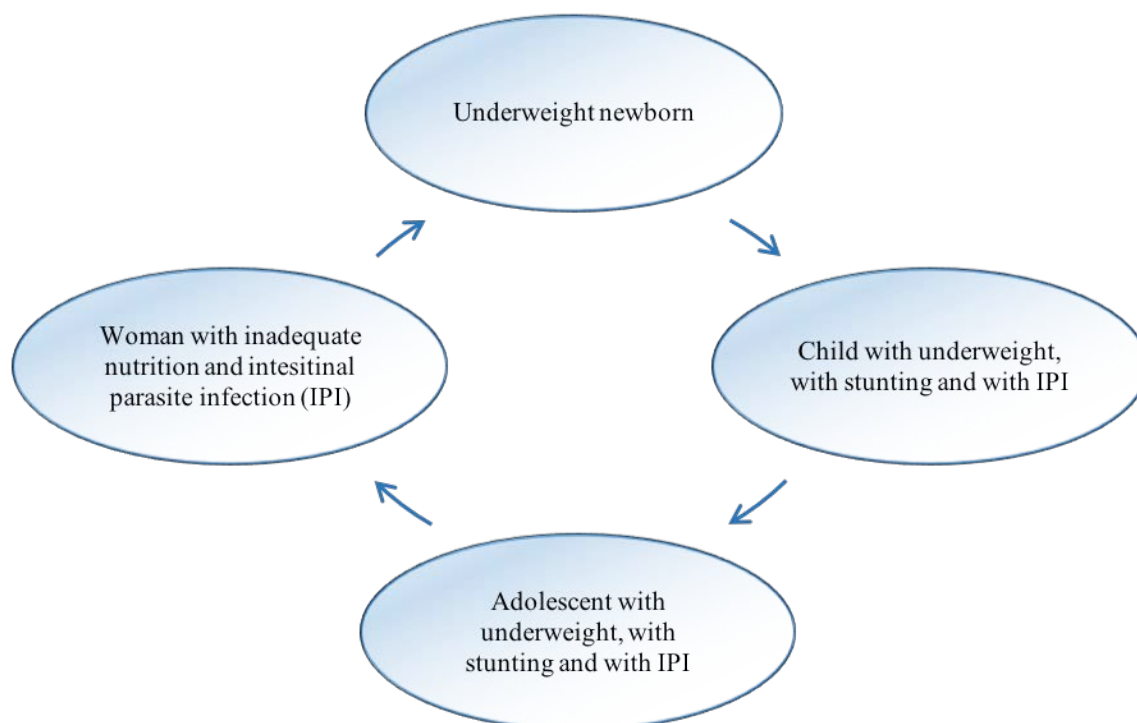 Underweight newborn
Woman with inadequate
nutrition and intesitinal
parasite infection (IPI)
Child with underweight,
with stunting and with IPI
Adolescent with
underweight, with
stunting and with IPI